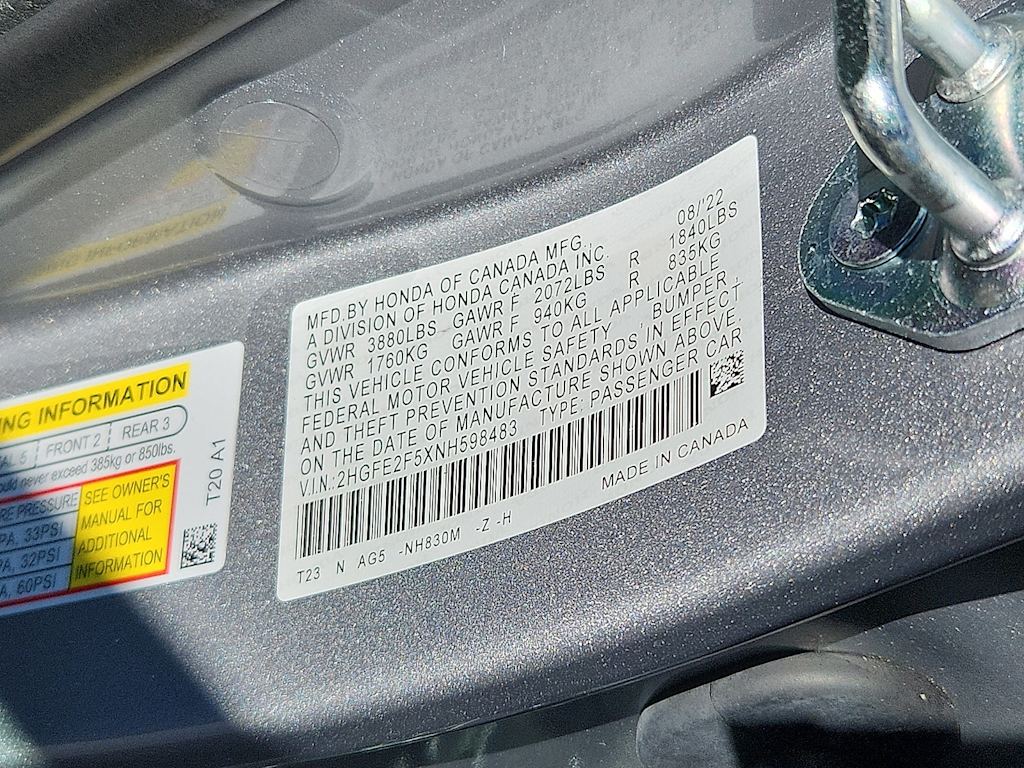 MFD.BY HONDA OF CANADA MFG., 08/'22
A DIVISION OF HONDA CANADA INC.
GVWR 3880LBS GAWR F 2072LBS R 1840LBS
GVWR 1760KG GAWR F 940KG R 835KG
THIS VEHICLE CONFORMS TO ALL APPLICABLE
FEDERAL MOTOR VEHICLE SAFETY , BUMPER ,
AND THEFT PREVENTION STANDARDS IN EFFECT
ON THE DATE OF MANUFACTURE SHOWN ABOVE.
V.I.N.:2HGFE2F5XNH598483 TYPE: PASSENGER CAR
MADE IN CANADA
T23 N AG5 -NH830M -Z -H
INFORMATION
5 FRONT 2 REAR 3
never exceed 385kg or 850lbs.
PRESSURE
33PSI
32PSI
60PSI
SEE OWNER'S
MANUAL FOR
ADDITIONAL
INFORMATION
T20 A1